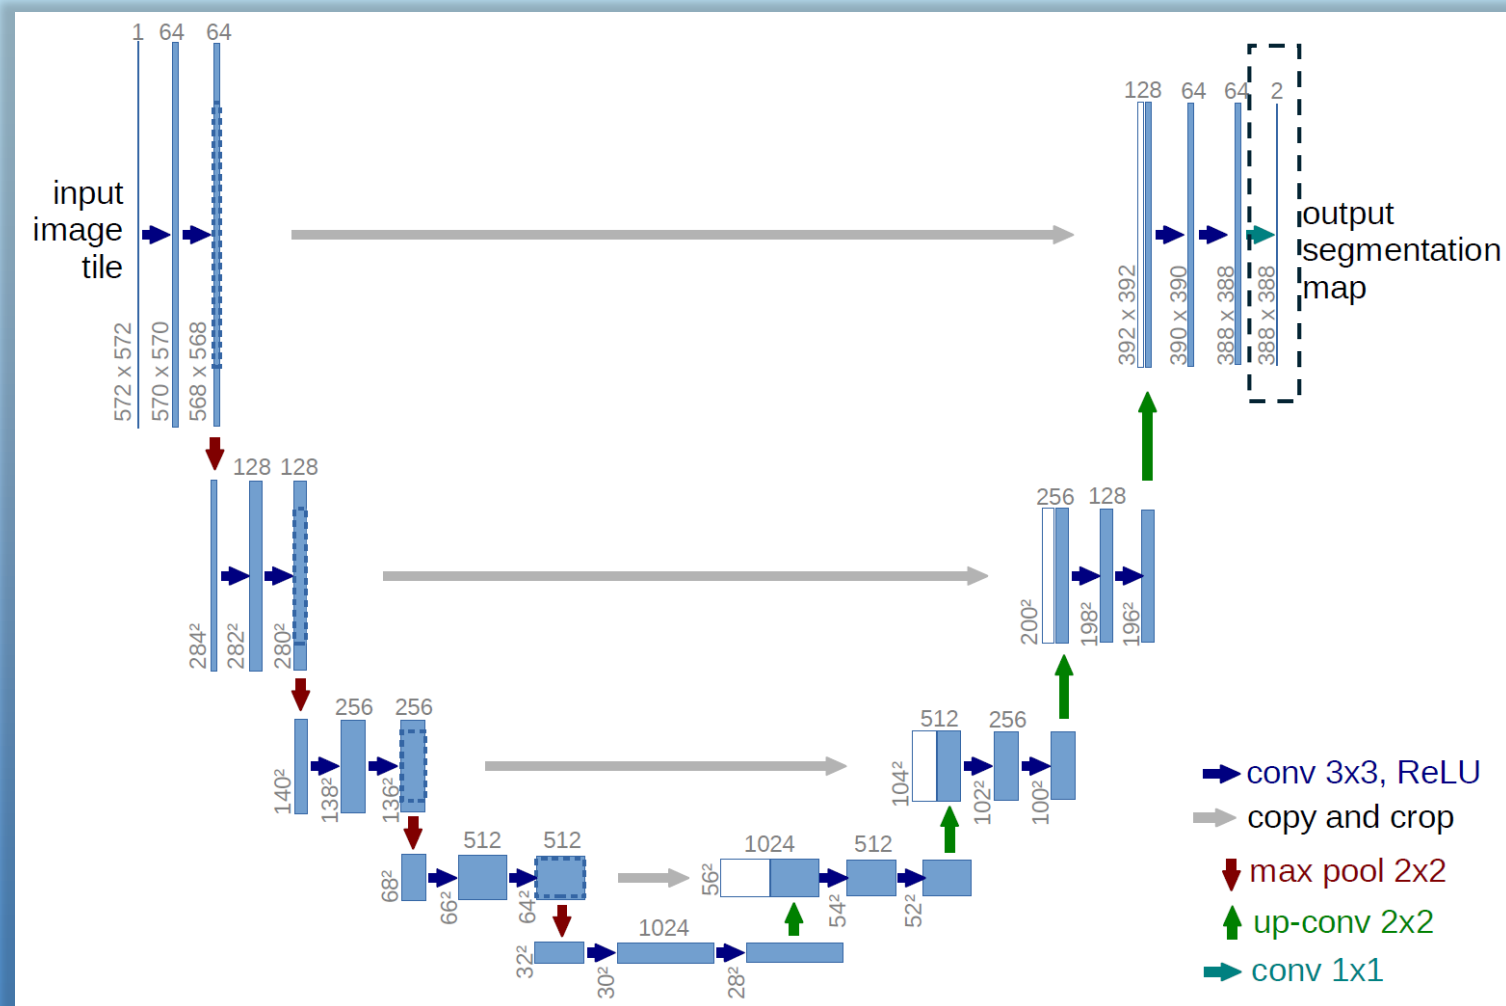 1 64 64
128 64 64 2
input
image
tile
output
segmentation
map
572 x 572
570 x 570
568 x 568
392 x 392
390 x 390
388 x 388
388 x 388
128 128
256 128
284²
282²
280²
200²
198²
196²
256 256
512 256
140²
138²
136²
104²
102²
100²
512 512
1024 512
68²
66²
64²
56²
54²
52²
1024
32²
30²
28²
conv 3x3, ReLU
copy and crop
max pool 2x2
up-conv 2x2
conv 1x1